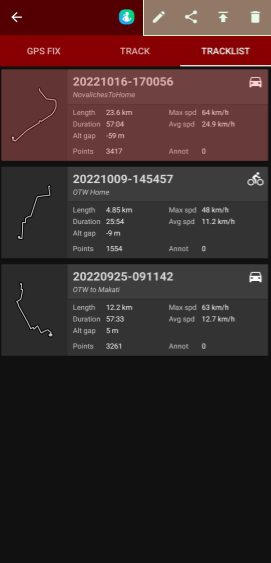 GPS FIX TRACK TRACKLIST
20221016-170056
NovalichesToHome
Length 23.6 km Max spd 64 km/h
Duration 57:04 Avg spd 24.9 km/h
Alt gap -59 m
Points 3417 Annot 0
20221009-145457
OTW Home
Length 4.85 km Max spd 48 km/h
Duration 25:54 Avg spd 11.2 km/h
Alt gap -9 m
Points 1554 Annot 0
20220925-091142
OTW to Makati
Length 12.2 km Max spd 63 km/h
Duration 57:33 Avg spd 12.7 km/h
Alt gap 5 m
Points 3261 Annot 0